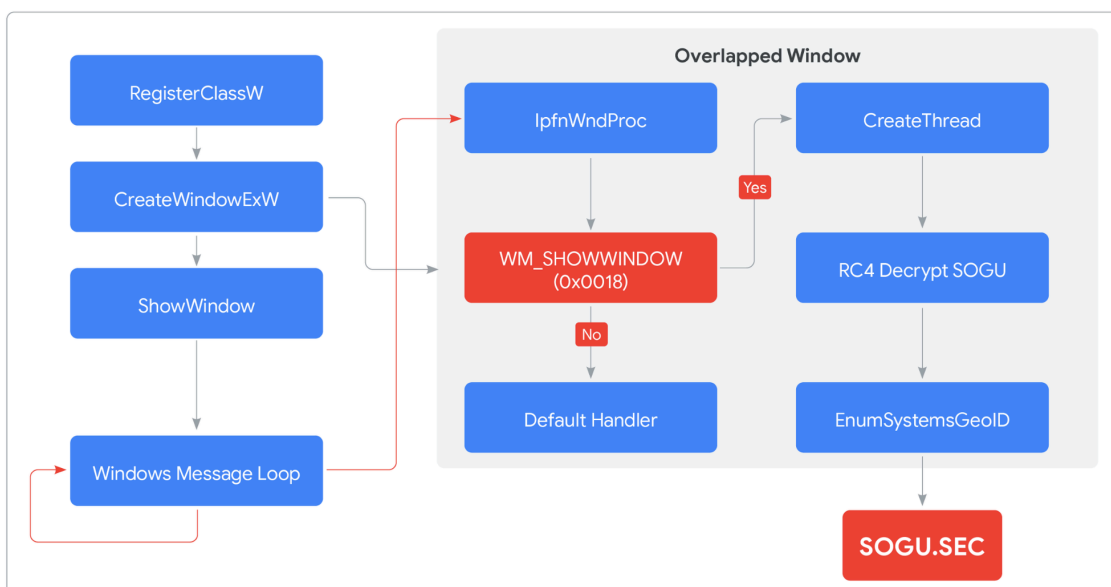 Overlapped Window
RegisterClassW
CreateWindowExW
ShowWindow
Windows Message Loop
IpfnWndProc
WM_SHOWWINDOW
(0x0018)
No
Default Handler
Yes
CreateThread
RC4 Decrypt SOGU
EnumSystemsGeoID
SOGU.SEC